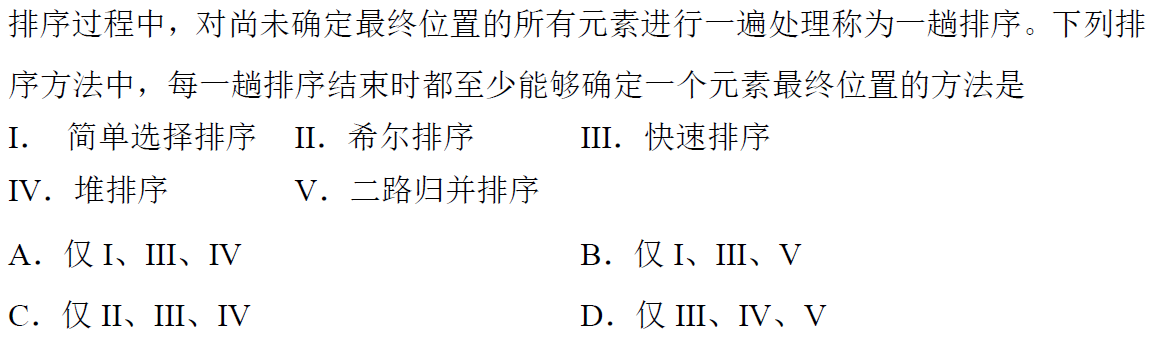 排序过程中，对尚未确定最终位置的所有元素进行一遍处理称为一趟排序。下列排
序方法中，每一趟排序结束时都至少能够确定一个元素最终位置的方法是
I． 简单选择排序 II．希尔排序 III．快速排序
IV．堆排序 V．二路归并排序
A．仅 I、III、IV B．仅 I、III、V
C．仅 II、III、IV D．仅 III、IV、V